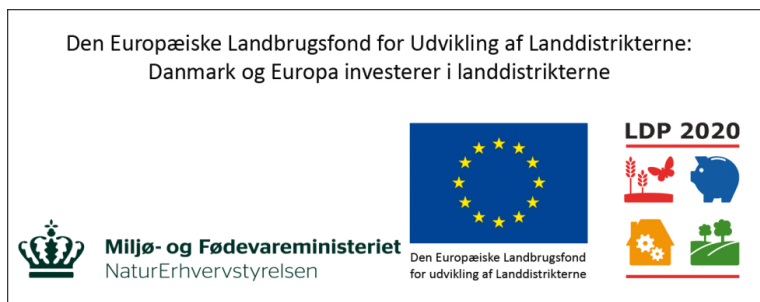 Den Europæiske Landbrugsfond for Udvikling af Landdistrikterne:
Danmark og Europa investerer i landdistrikterne
Miljø- og Fødevareministeriet
NaturErhvervstyrelsen
Den Europæiske Landbrugsfond
for udvikling af Landdistrikterne
LDP 2020